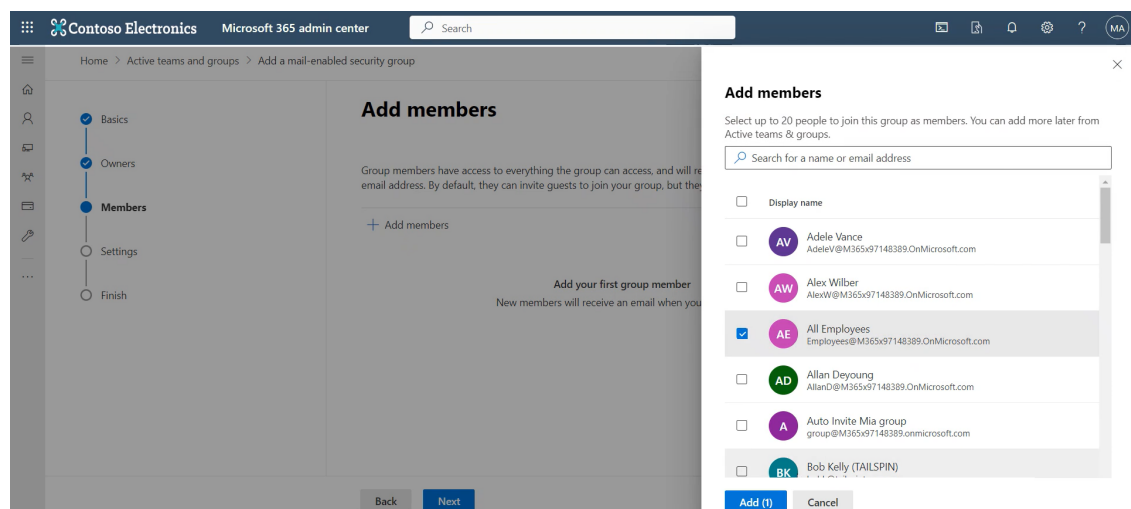 Contoso Electronics
Microsoft 365 admin center
Search
MA
Home > Active teams and groups > Add a mail-enabled security group
Basics
Owners
Members
Settings
Finish
Add members
Group members have access to everything the group can access, and will re
email address. By default, they can invite guests to join your group, but they
+ Add members
Add your first group member
New members will receive an email when you
Back
Next
Add members
Select up to 20 people to join this group as members. You can add more later from
Active teams & groups.
Search for a name or email address
Display name
AV
Adele Vance
AdeleV@M365x97148389.OnMicrosoft.com
AW
Alex Wilber
AlexW@M365x97148389.OnMicrosoft.com
AE
All Employees
Employees@M365x97148389.OnMicrosoft.com
AD
Allan Deyoung
AllanD@M365x97148389.OnMicrosoft.com
A
Auto Invite Mia group
group@M365x97148389.onmicrosoft.com
BK
Bob Kelly (TAILSPIN)
Add (1)
Cancel